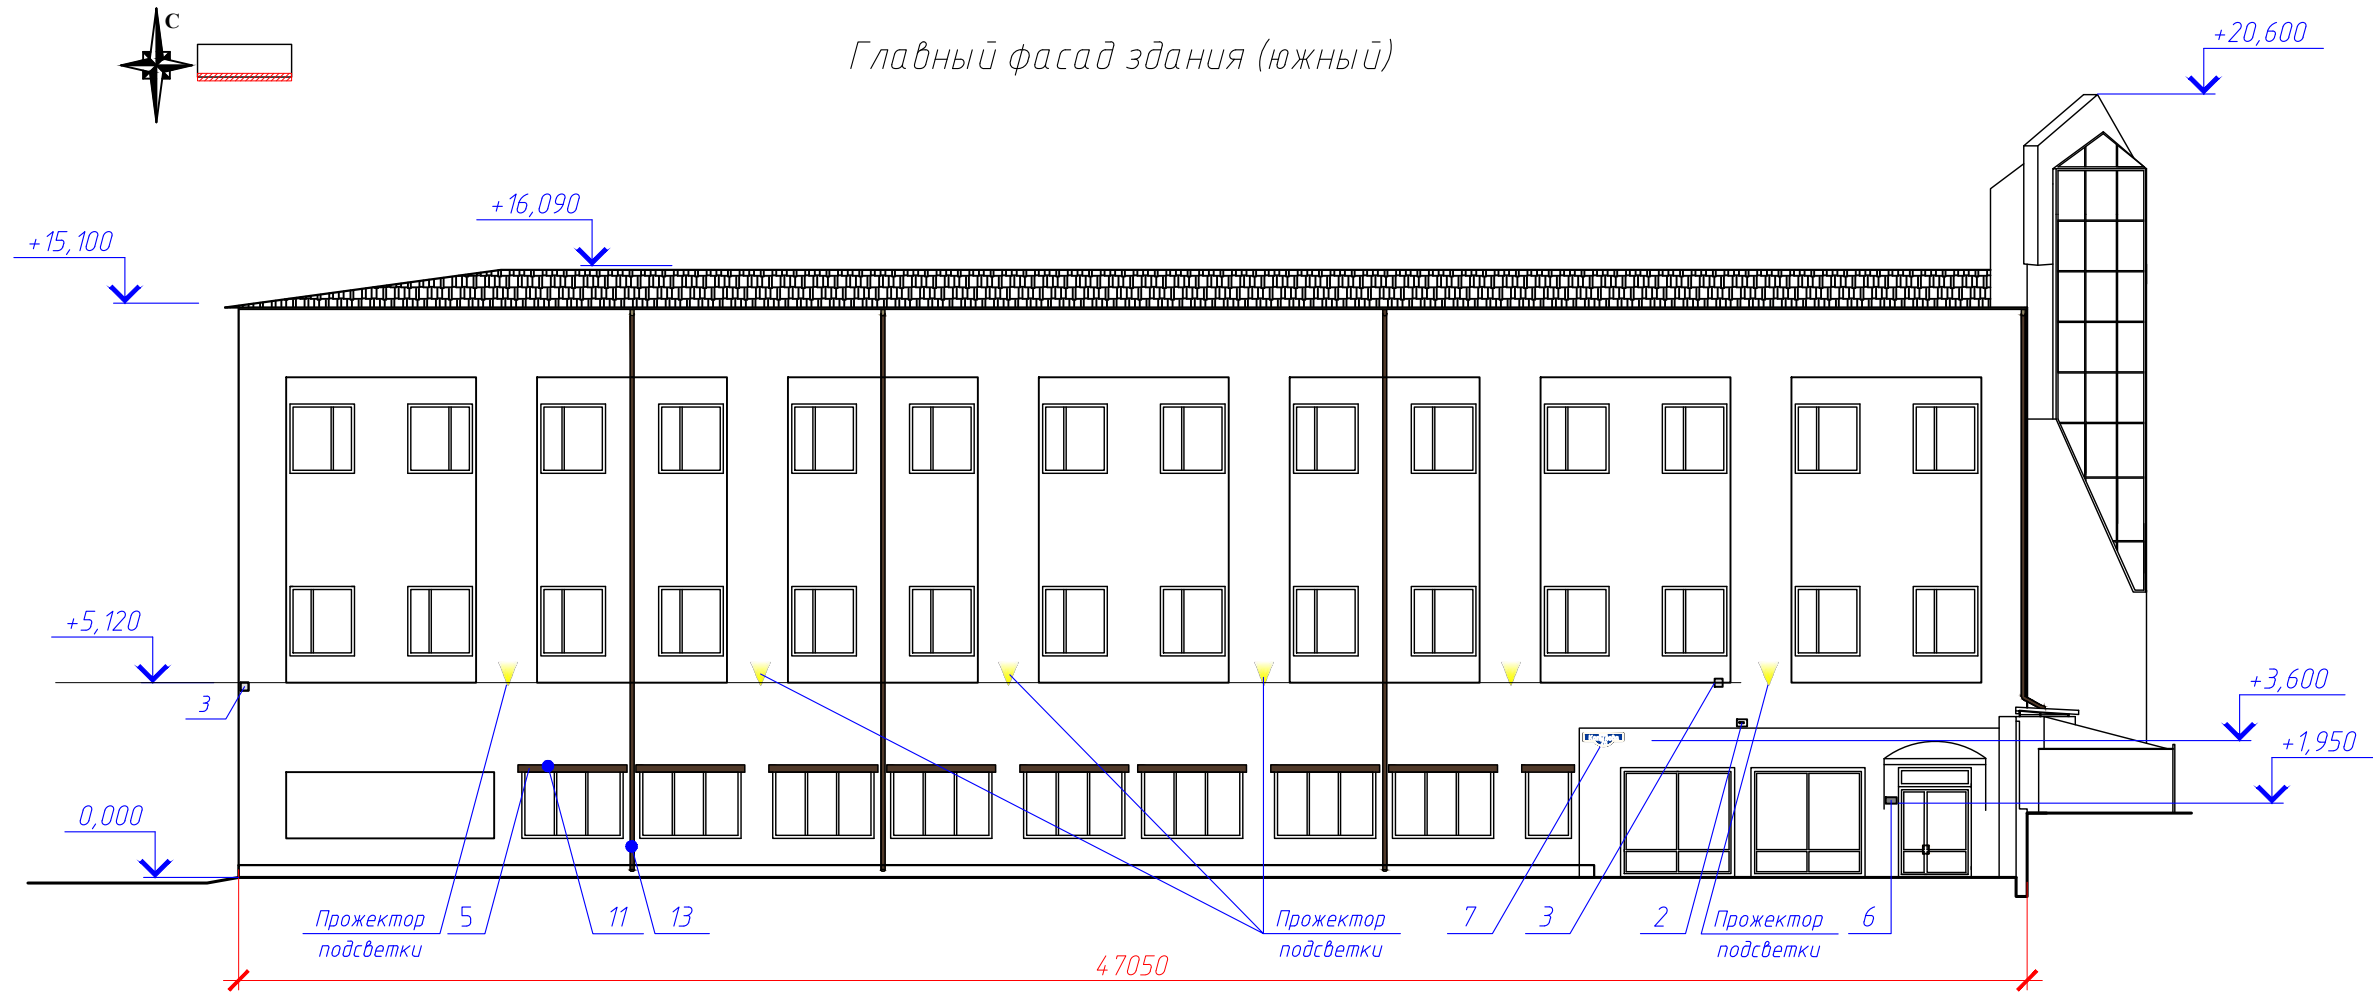 С
Главный фасад здания (южный)
+20,600
+16,090
+15,100
+5,120
3
+3,600
+1,950
0,000
Прожектор
подсветки
5
11
13
Прожектор
подсветки
7
3
2
Прожектор
подсветки
6
47050